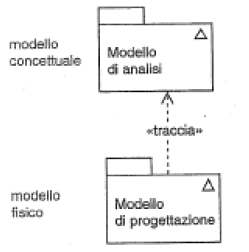 modello
concettuale
Modello
di analisi
«traccia»
modello
fisico
Modello
di progettazione